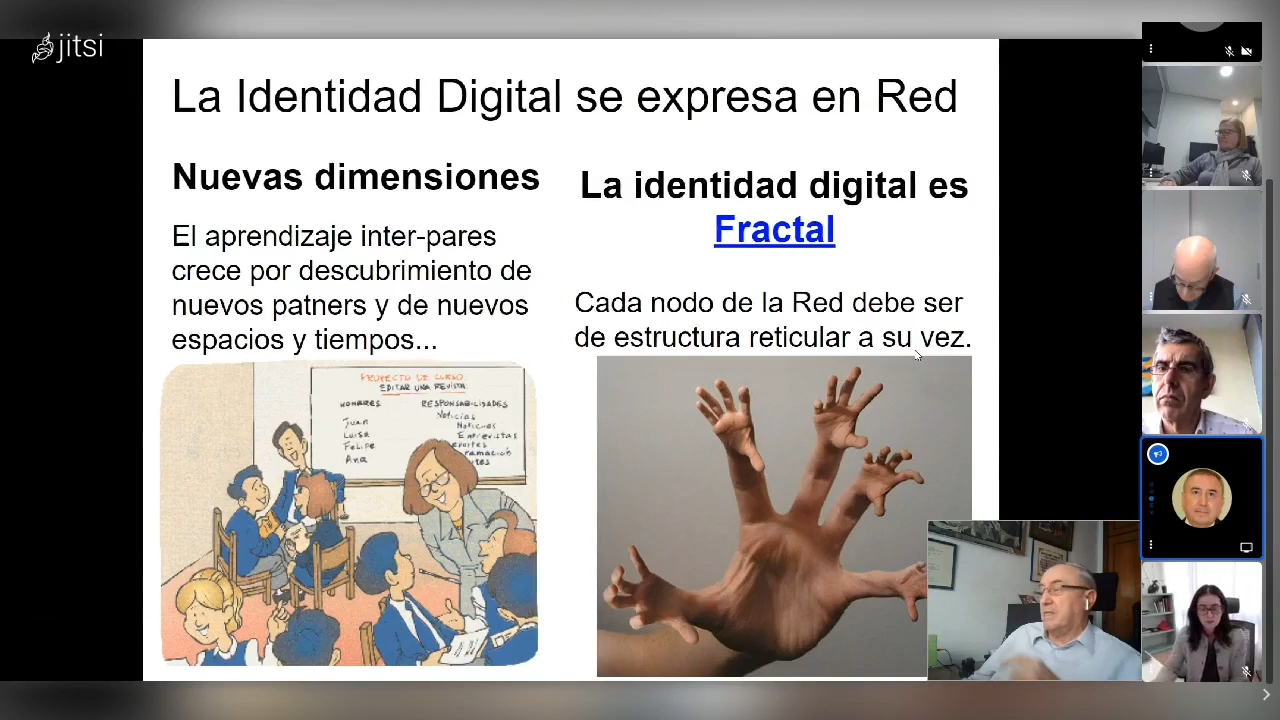 jitsi
La Identidad Digital se expresa en Red
Nuevas dimensiones
El aprendizaje inter-pares
crece por descubrimiento de
nuevos patners y de nuevos
espacios y tiempos...
PROYECTO DE CURSO
EDITAR UNA REVISTA
NOMBRES
RESPONSABILIDADES
Juan
Luisa
Felipe
Ana
Noticias
Noticias
Entrevistas
La identidad digital es
Fractal
Cada nodo de la Red debe ser
de estructura reticular a su vez.